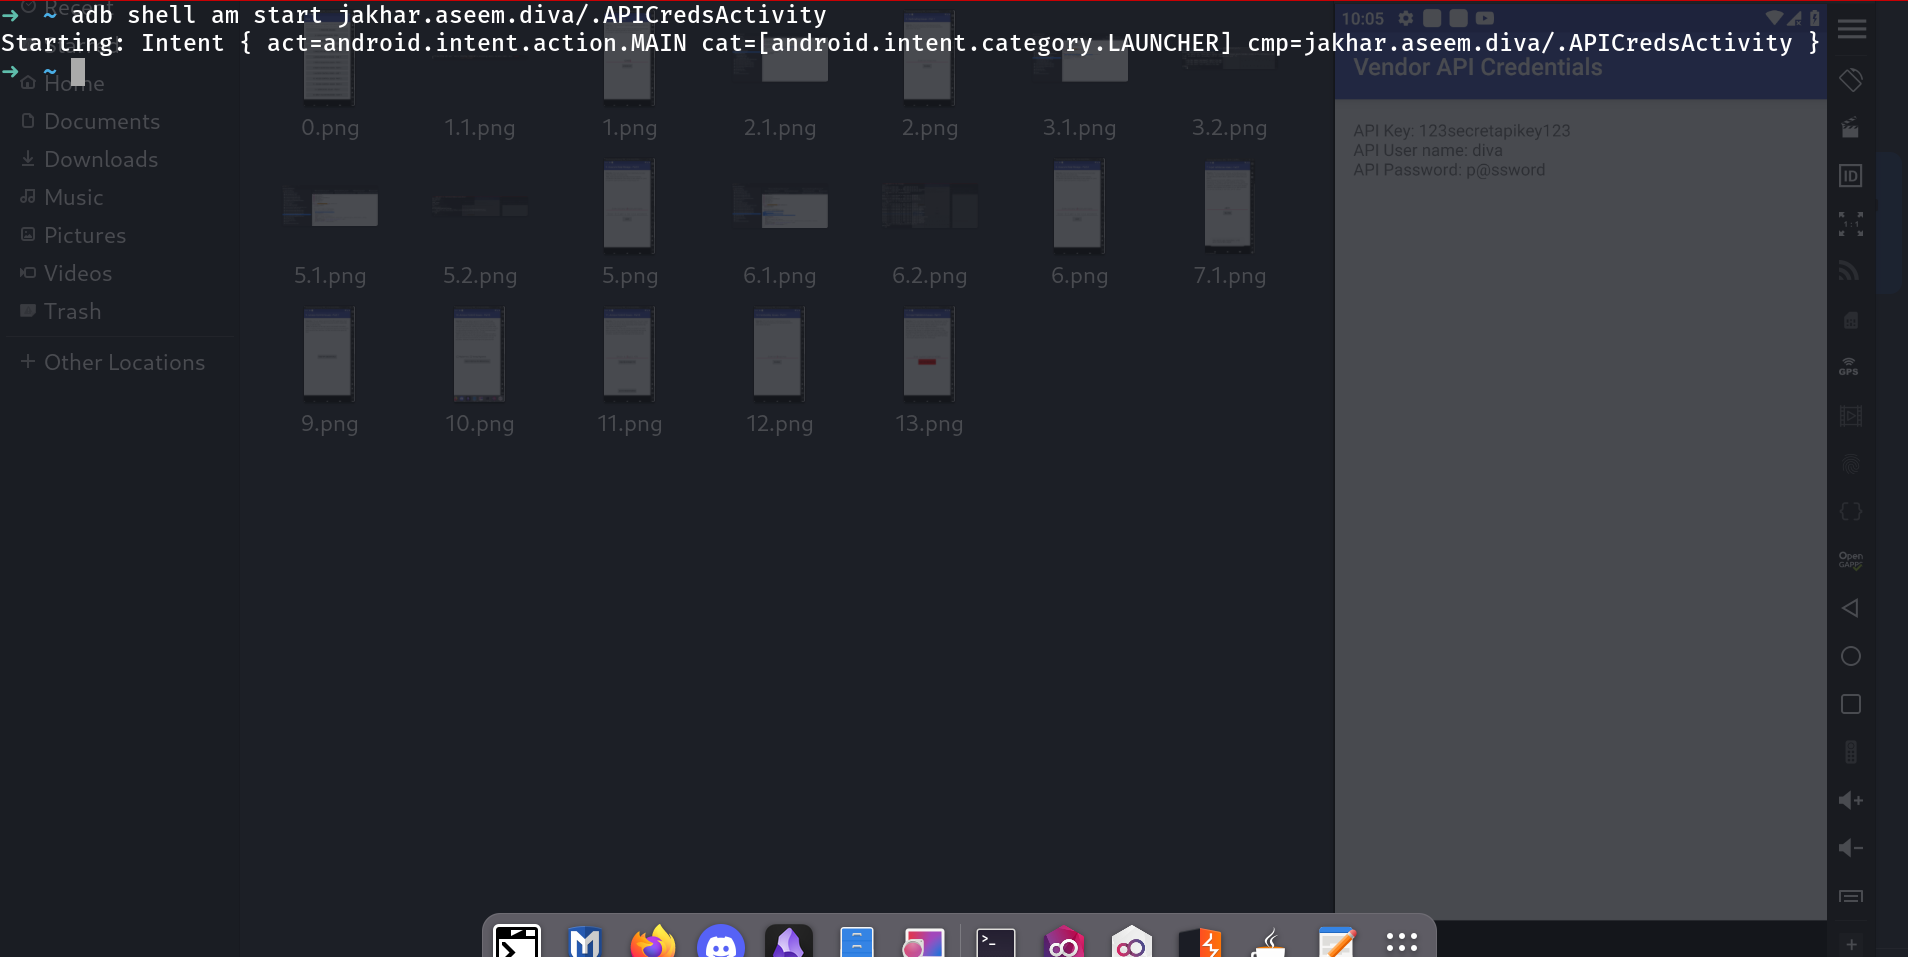 ➜ ~ adb shell am start jakhar.aseem.diva/.APICredsActivity
Starting: Intent { act=android.intent.action.MAIN cat=[android.intent.category.LAUNCHER] cmp=jakhar.aseem.diva/.APICredsActivity }
➜ ~
Recent
Starred
Home
Documents
Downloads
Music
Pictures
Videos
Trash
+ Other Locations
0.png 1.1.png 1.png 2.1.png 2.png 3.1.png 3.2.png
5.1.png 5.2.png 5.png 6.1.png 6.2.png 6.png 7.1.png
9.png 10.png 11.png 12.png 13.png
10:05
Vendor API Credentials
API Key: 123secretapikey123
API User name: diva
API Password: p@ssword
ID
1:1
GPS
Open
GAPPS